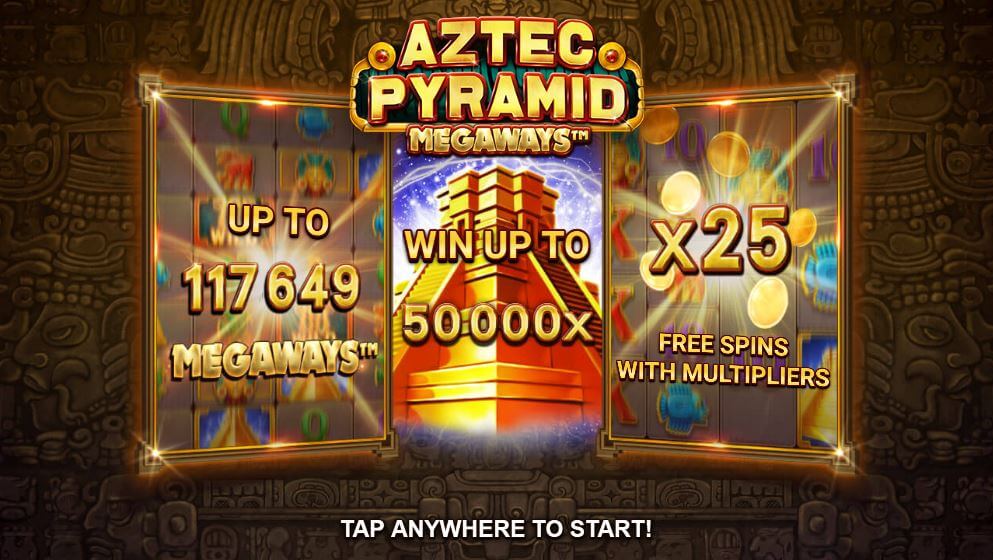 AZTEC
PYRAMID
MEGAWAYS™
UP TO
117 649
MEGAWAYS™
WIN UP TO
50 000x
x25
FREE SPINS
WITH MULTIPLIERS
TAP ANYWHERE TO START!